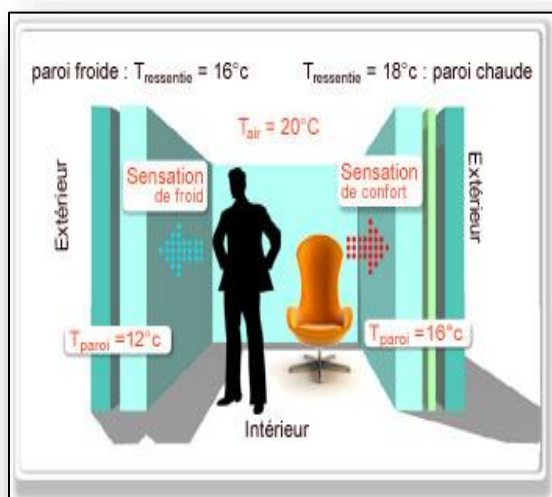 paroi froide : Tressentie = 16°c
Tressentie = 18°c : paroi chaude
Tair = 20°C
Sensation
de froid
Sensation
de confort
Extérieur
Extérieur
Tparoi =12°c
Tparoi =16°c
Intérieur